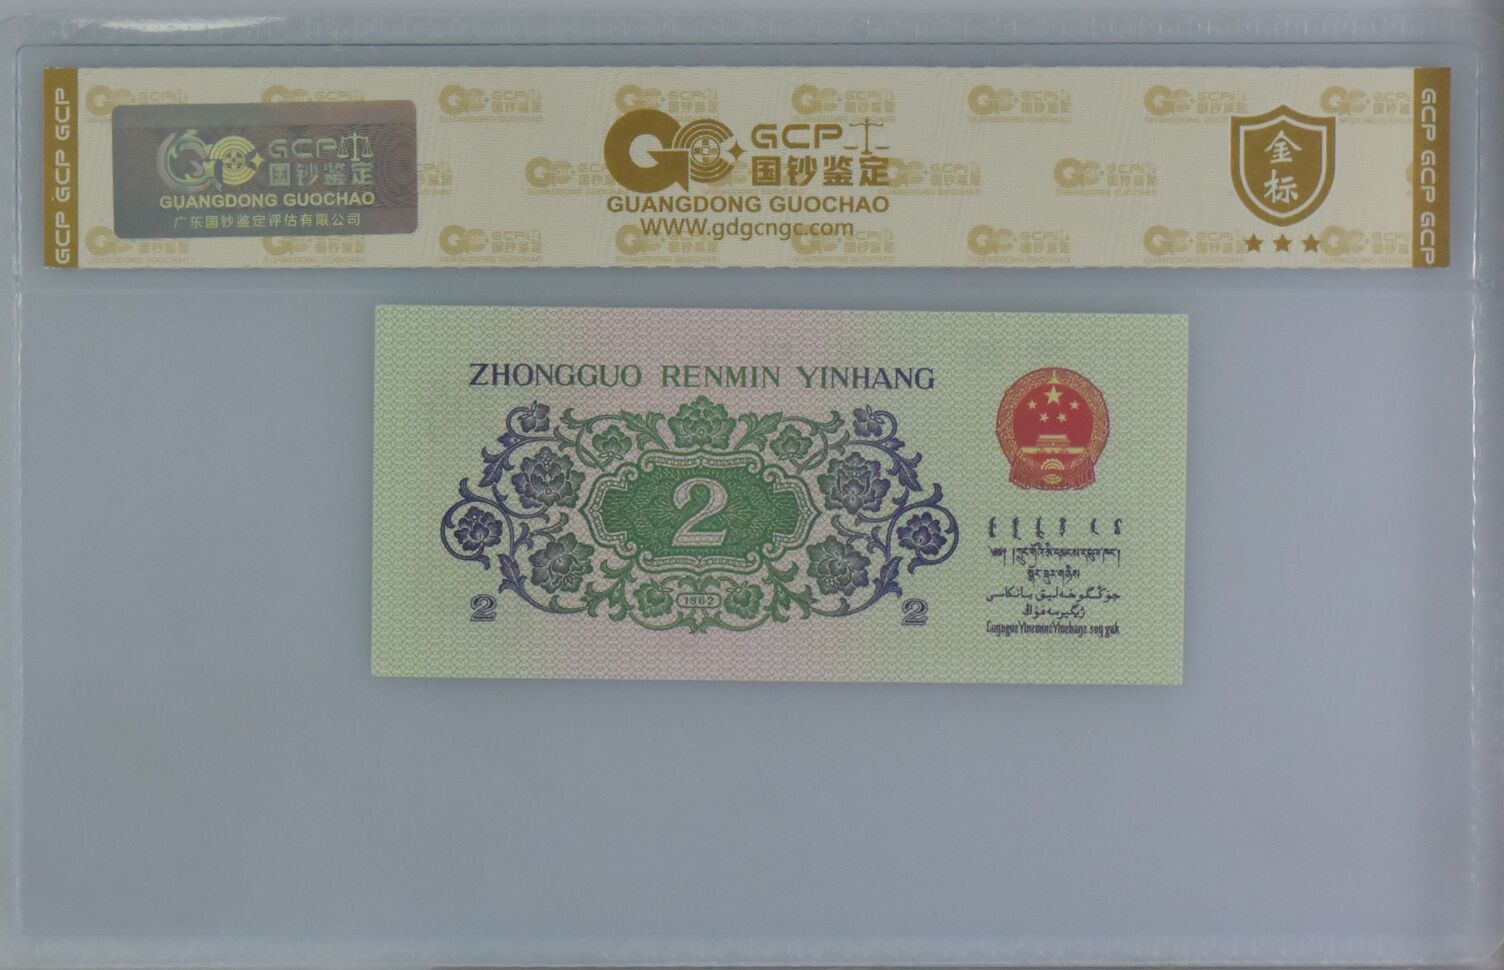 GCP GCP GCP
GCP
国钞鉴定
GUANGDONG GUOCHAO
广东国钞鉴定评估有限公司
GCP
国钞鉴定
GUANGDONG GUOCHAO
www.gdgcngc.com
金
标
GCP GCP GCP
ZHONGGUO RENMIN YINHANG
2
1962
2
2